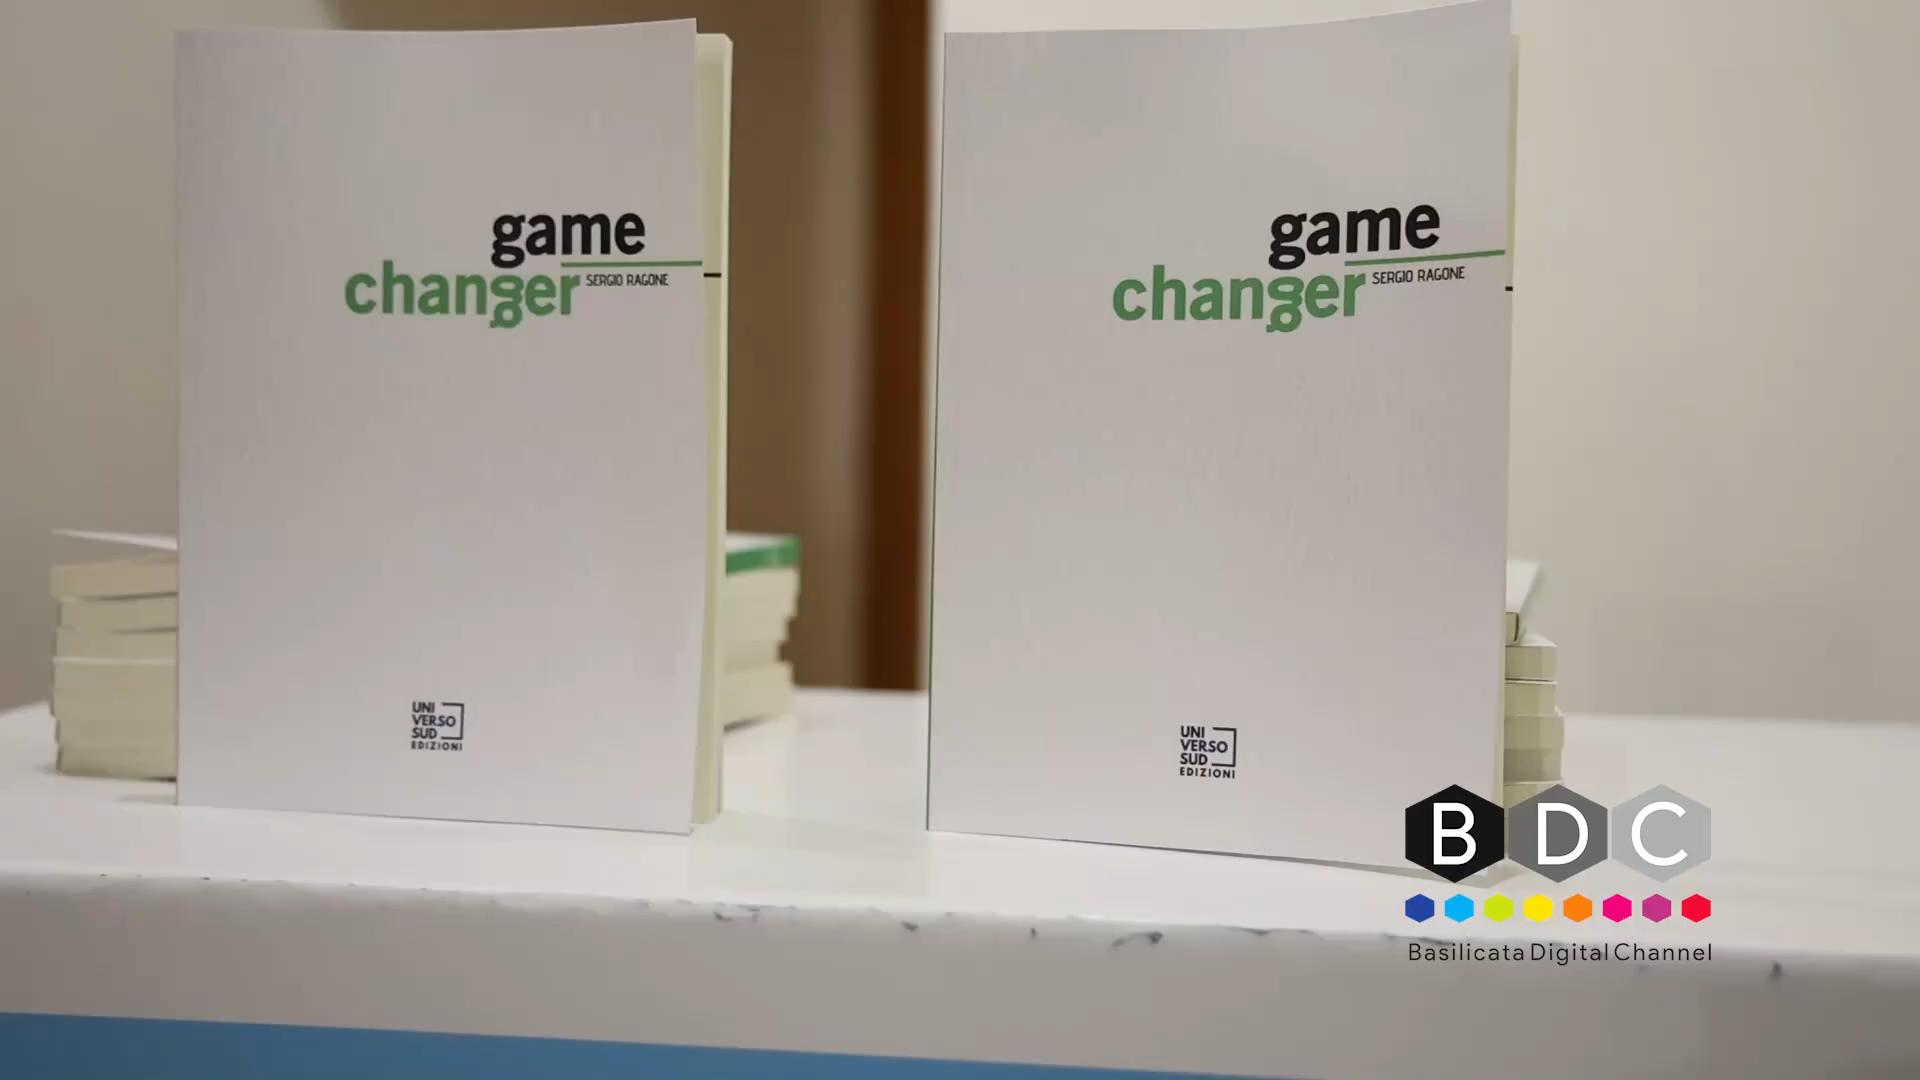 game
changer
SERGIO RAGONE
UNI
VERSO
SUD
EDIZIONI
game
changer
SERGIO RAGONE
UNI
VERSO
SUD
EDIZIONI
BDC
Basilicata Digital Channel